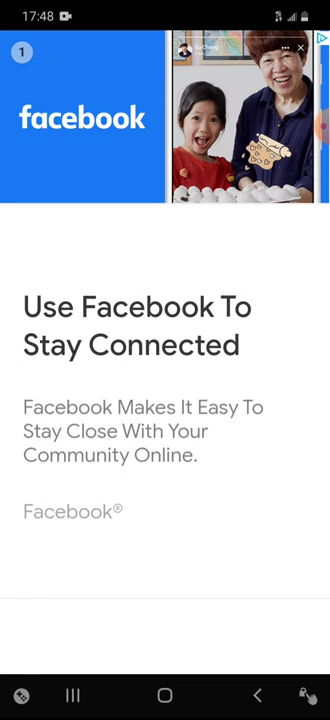 17:48
1
facebook
Use Facebook To
Stay Connected
Facebook Makes It Easy To
Stay Close With Your
Community Online.
Facebook®